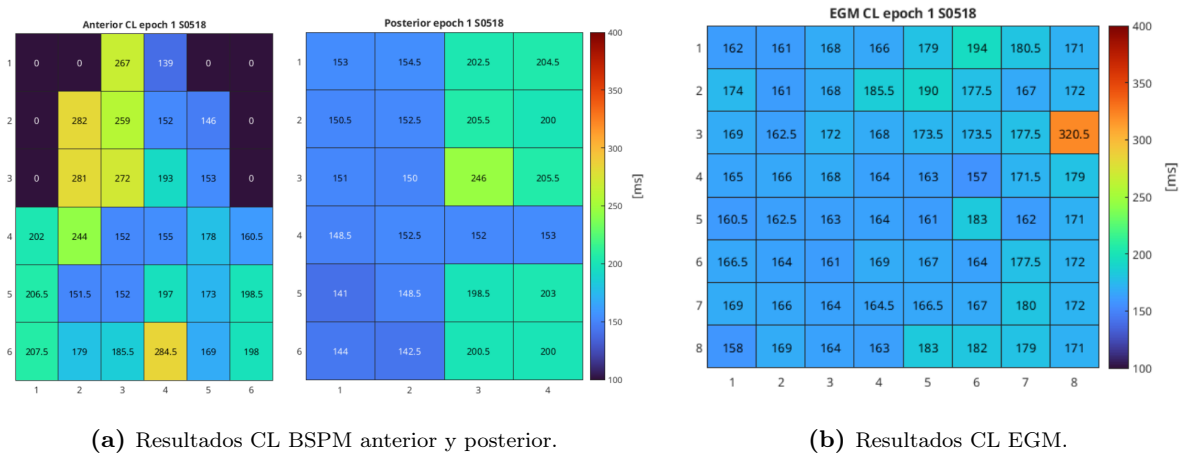 Anterior CL epoch 1 S0518
1 0 0 267 139 0 0
2 0 282 259 152 146 0
3 0 281 272 193 153 0
4 202 244 152 155 178 160.5
5 206.5 151.5 152 197 173 198.5
6 207.5 179 185.5 284.5 169 198
1 2 3 4 5 6
Posterior epoch 1 S0518
1 153 154.5 202.5 204.5
2 150.5 152.5 205.5 200
3 151 150 246 205.5
4 148.5 152.5 152 153
5 141 148.5 198.5 203
6 144 142.5 200.5 200
1 2 3 4
400
350
300
250
200
150
100
[ms]
(a) Resultados CL BSPM anterior y posterior.
EGM CL epoch 1 S0518
1 162 161 168 166 179 194 180.5 171
2 174 161 168 185.5 190 177.5 167 172
3 169 162.5 172 168 173.5 173.5 177.5 320.5
4 165 166 168 164 163 157 171.5 179
5 160.5 162.5 163 164 161 183 162 171
6 166.5 164 161 169 167 164 177.5 172
7 169 166 164 164.5 166.5 167 180 172
8 158 169 164 163 183 182 179 171
1 2 3 4 5 6 7 8
400
350
300
250
200
150
100
[ms]
(b) Resultados CL EGM.